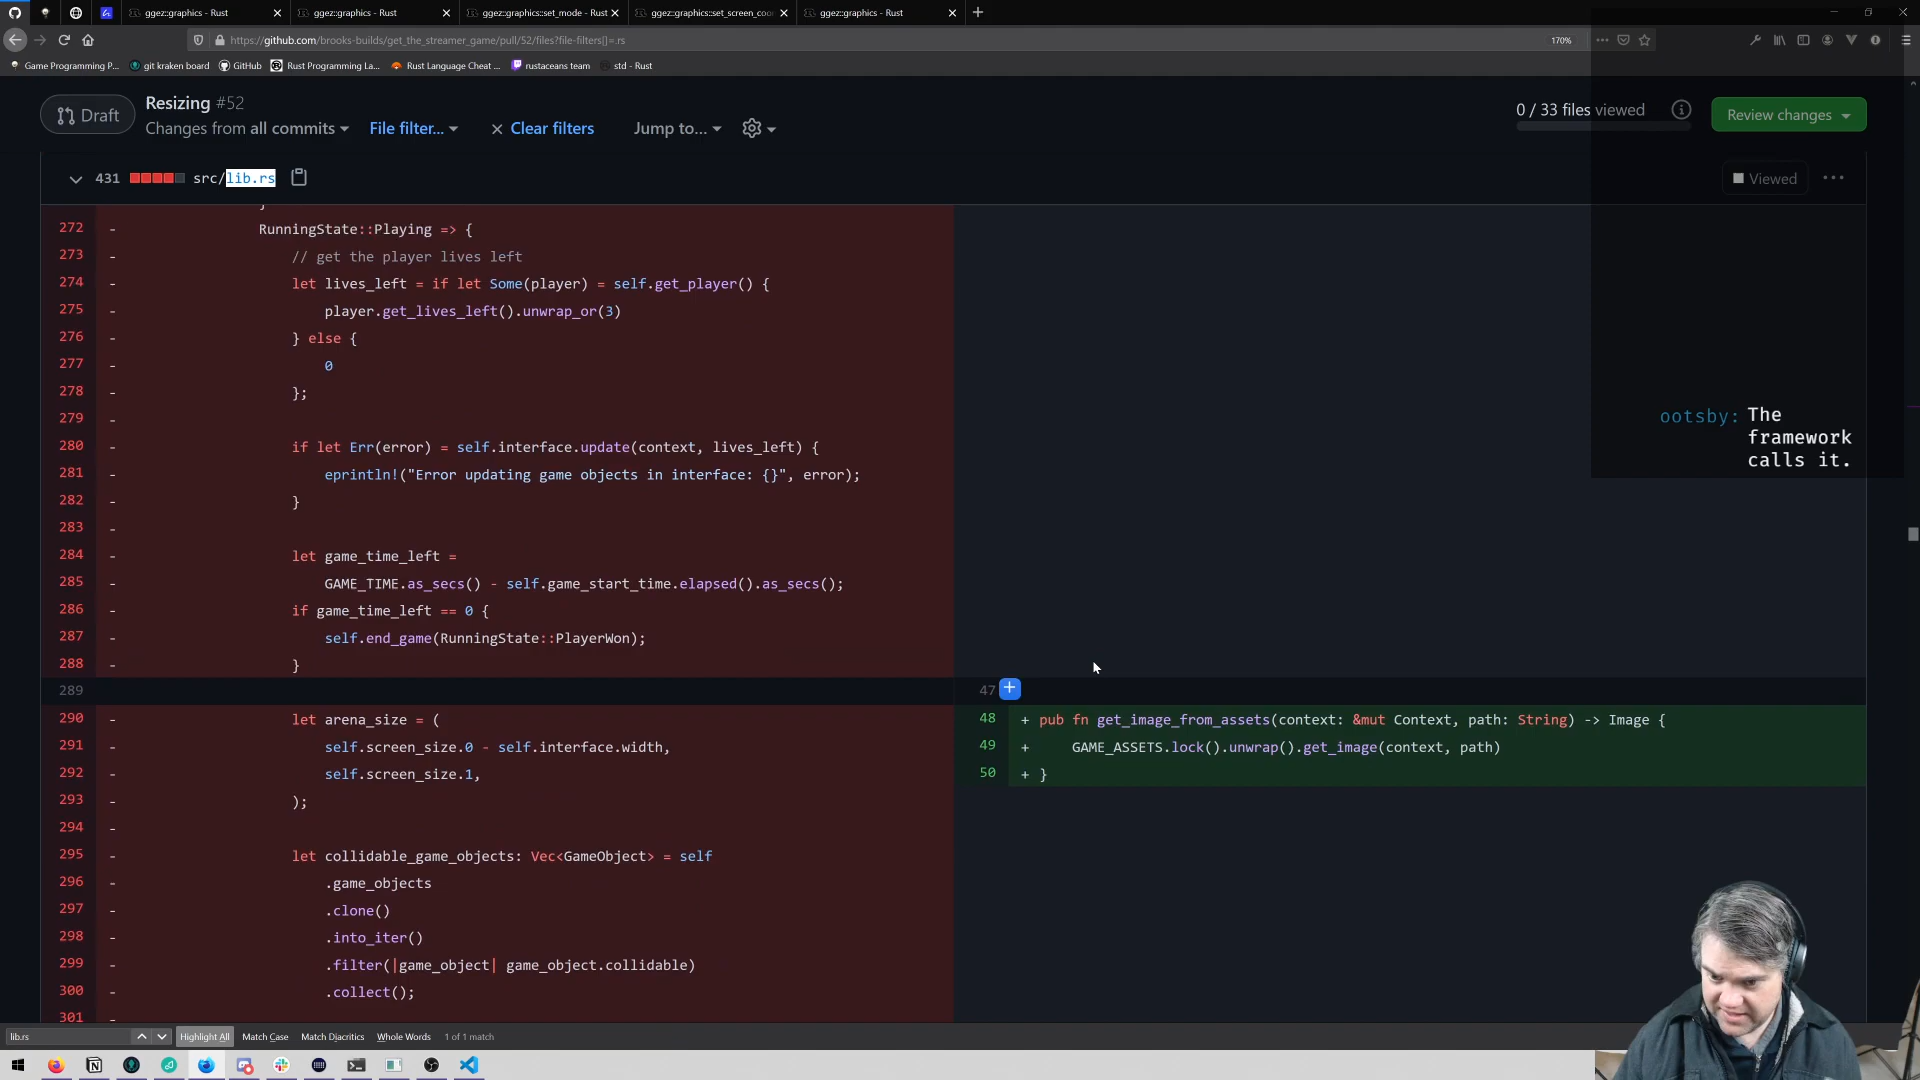 ggez::graphics - Rust
ggez::graphics - Rust
ggez::graphics::set_mode - Rust
ggez::graphics::set_screen_coo
ggez::graphics - Rust
https://github.com/brooks-builds/get_the_streamer_game/pull/52/files?file-filters[]=.rs
170%
Game Programming P...
git kraken board
GitHub
Rust Programming La...
Rust Language Cheat ...
rustaceans team
std - Rust
Draft
Resizing #52
Changes from all commits
File filter...
Clear filters
Jump to...
0 / 33 files viewed
Review changes
431
src/lib.rs
Viewed
272 - RunningState::Playing => {
273 - // get the player lives left
274 - let lives_left = if let Some(player) = self.get_player() {
275 - player.get_lives_left().unwrap_or(3)
276 - } else {
277 - 0
278 - };
279 -
280 - if let Err(error) = self.interface.update(context, lives_left) {
281 - eprintln!("Error updating game objects in interface: {}", error);
282 - }
283 -
284 - let game_time_left =
285 - GAME_TIME.as_secs() - self.game_start_time.elapsed().as_secs();
286 - if game_time_left == 0 {
287 - self.end_game(RunningState::PlayerWon);
288 - }
289
290 - let arena_size = (
291 - self.screen_size.0 - self.interface.width,
292 - self.screen_size.1,
293 - );
294 -
295 - let collidable_game_objects: Vec<GameObject> = self
296 - .game_objects
297 - .clone()
298 - .into_iter()
299 - .filter(|game_object| game_object.collidable)
300 - .collect();
301 -
47
48 + pub fn get_image_from_assets(context: &mut Context, path: String) -> Image {
49 + GAME_ASSETS.lock().unwrap().get_image(context, path)
50 + }
ootsby: The
framework
calls it.
lib.rs
Highlight All
Match Case
Match Diacritics
Whole Words
1 of 1 match